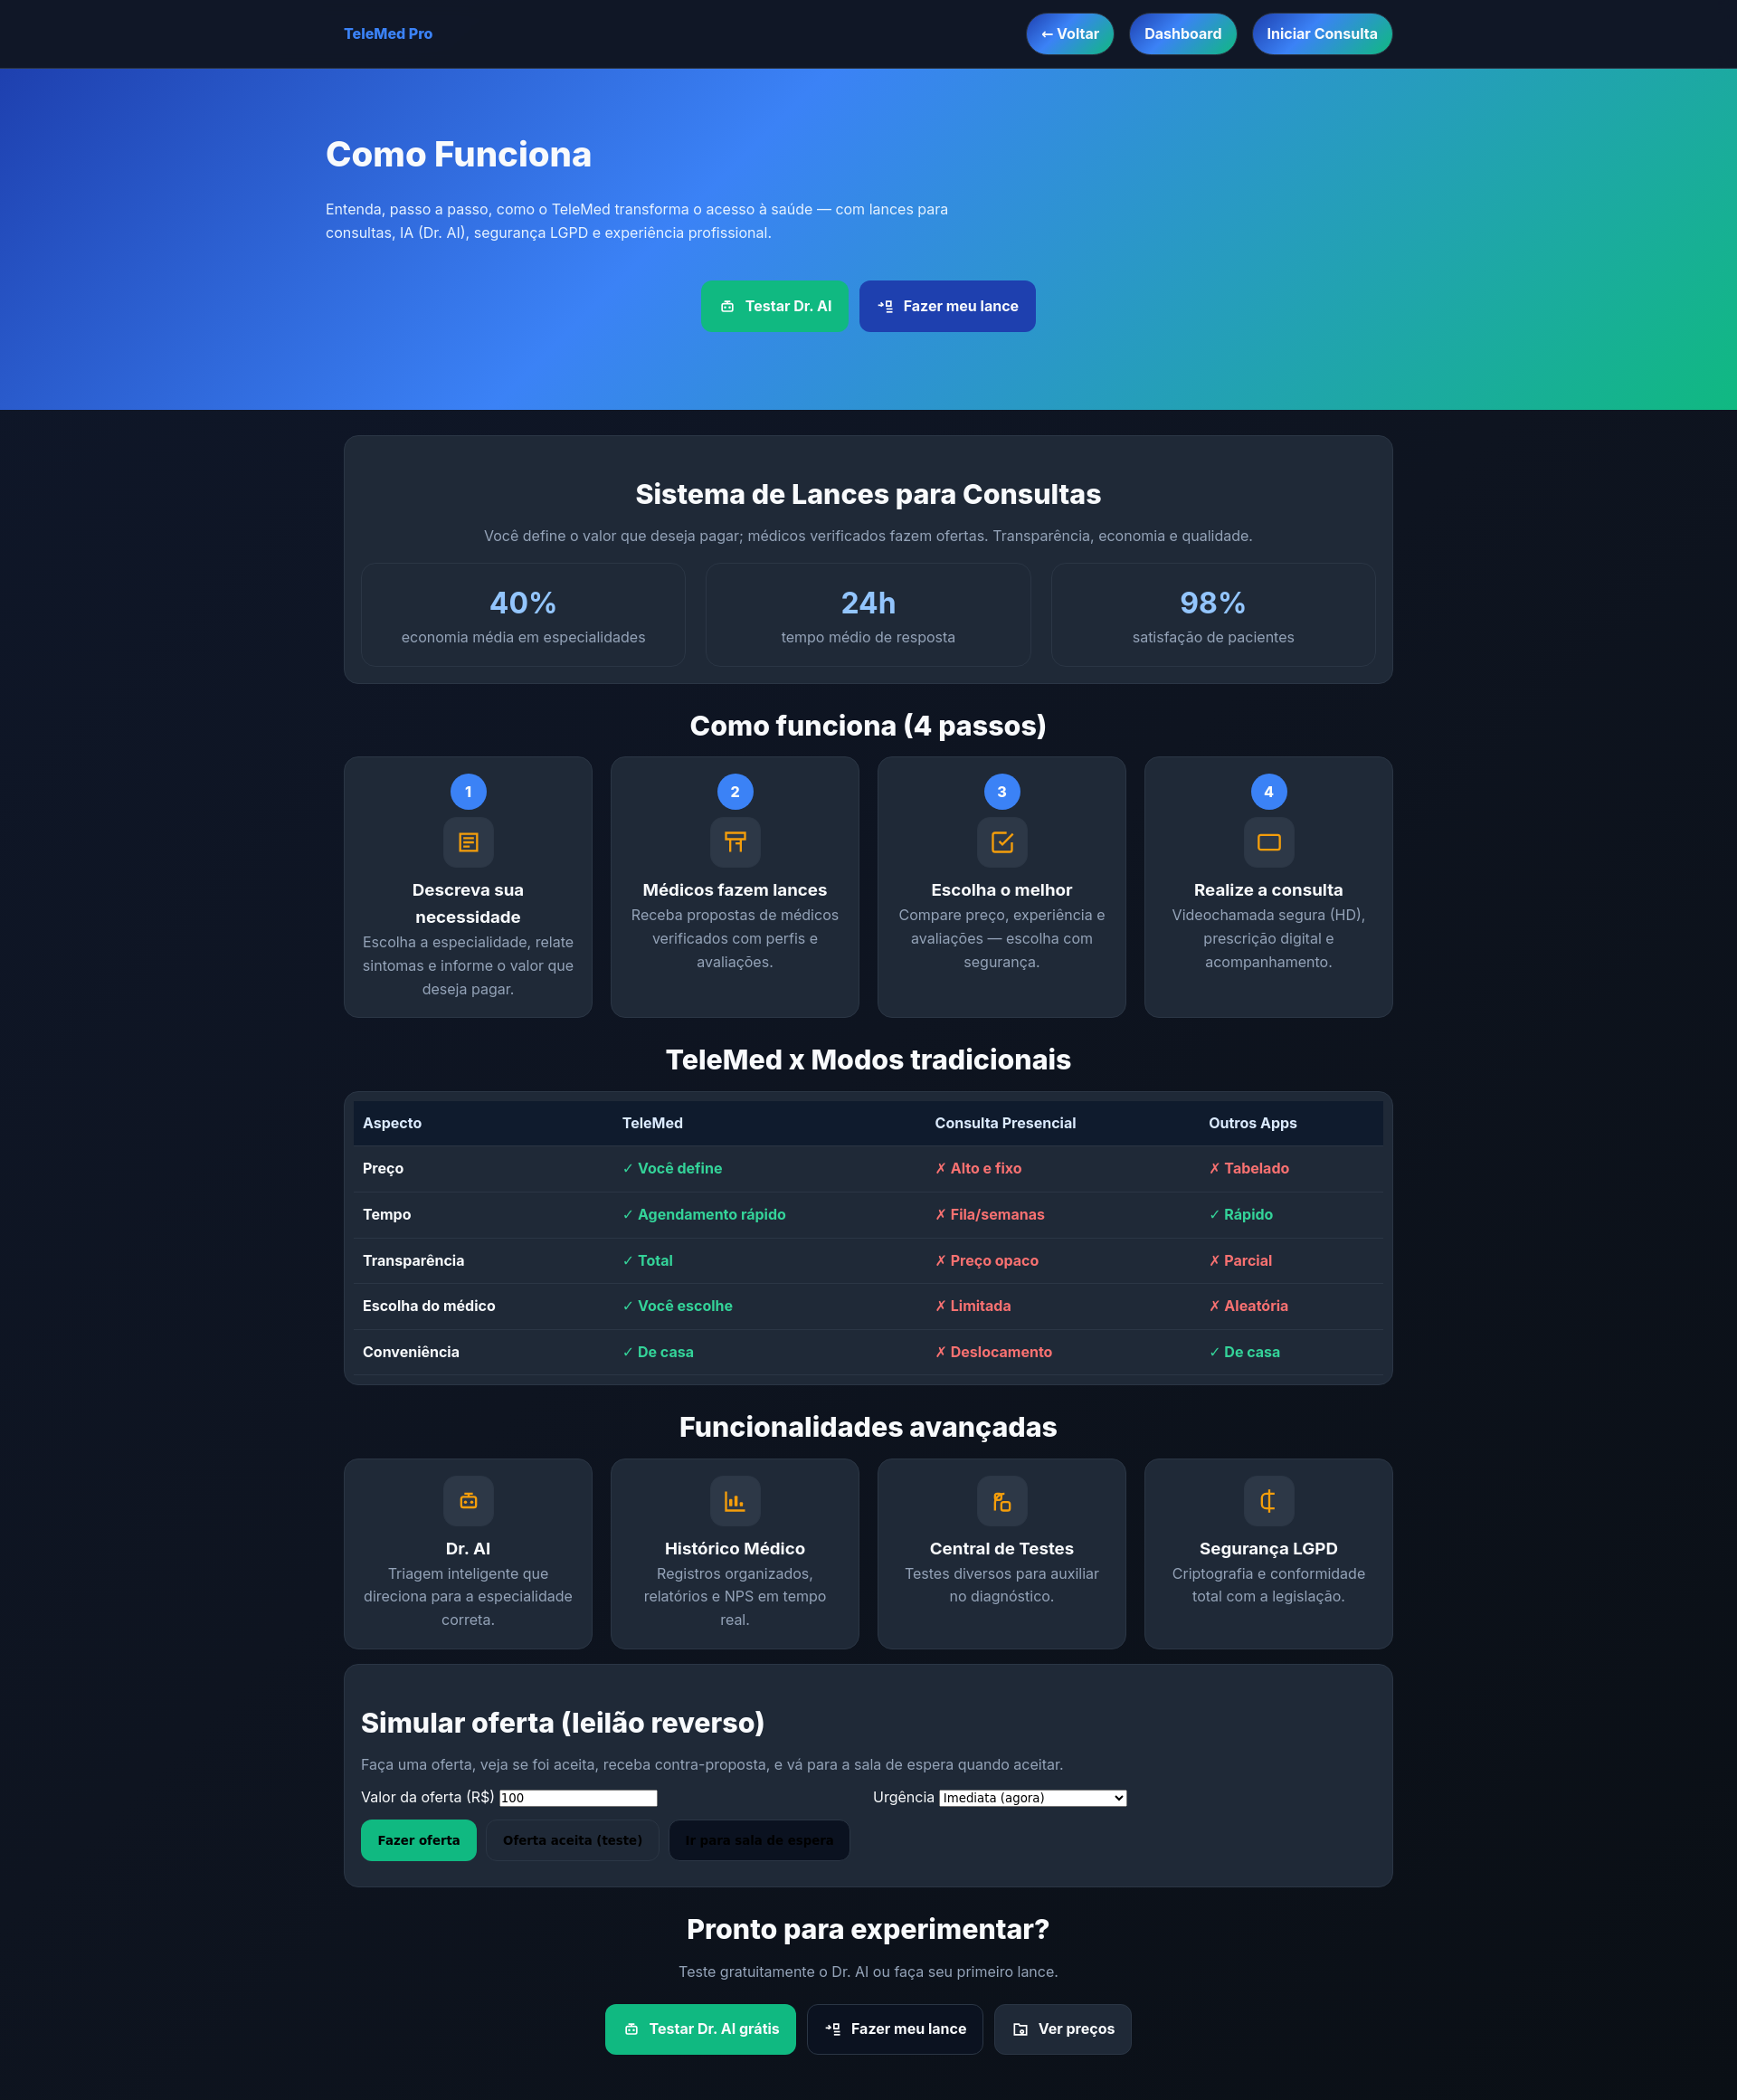 TeleMed Pro
← Voltar
Dashboard
Iniciar Consulta
Como Funciona
Entenda, passo a passo, como o TeleMed transforma o acesso à saúde — com lances para
consultas, IA (Dr. AI), segurança LGPD e experiência profissional.
Testar Dr. AI
Fazer meu lance
Sistema de Lances para Consultas
Você define o valor que deseja pagar; médicos verificados fazem ofertas. Transparência, economia e qualidade.
40%
economia média em especialidades
24h
tempo médio de resposta
98%
satisfação de pacientes
Como funciona (4 passos)
1
Descreva sua
necessidade
Escolha a especialidade, relate
sintomas e informe o valor que
deseja pagar.
2
Médicos fazem lances
Receba propostas de médicos
verificados com perfis e
avaliações.
3
Escolha o melhor
Compare preço, experiência e
avaliações — escolha com
segurança.
4
Realize a consulta
Videochamada segura (HD),
prescrição digital e
acompanhamento.
TeleMed x Modos tradicionais
Aspecto TeleMed Consulta Presencial Outros Apps
Preço ✓ Você define ✗ Alto e fixo ✗ Tabelado
Tempo ✓ Agendamento rápido ✗ Fila/semanas ✓ Rápido
Transparência ✓ Total ✗ Preço opaco ✗ Parcial
Escolha do médico ✓ Você escolhe ✗ Limitada ✗ Aleatória
Conveniência ✓ De casa ✗ Deslocamento ✓ De casa
Funcionalidades avançadas
Dr. AI
Triagem inteligente que
direciona para a especialidade
correta.
Histórico Médico
Registros organizados,
relatórios e NPS em tempo
real.
Central de Testes
Testes diversos para auxiliar
no diagnóstico.
Segurança LGPD
Criptografia e conformidade
total com a legislação.
Simular oferta (leilão reverso)
Faça uma oferta, veja se foi aceita, receba contra-proposta, e vá para a sala de espera quando aceitar.
Valor da oferta (R$) 100
Urgência Imediata (agora)
Fazer oferta
Oferta aceita (teste)
Ir para sala de espera
Pronto para experimentar?
Teste gratuitamente o Dr. AI ou faça seu primeiro lance.
Testar Dr. AI grátis
Fazer meu lance
Ver preços